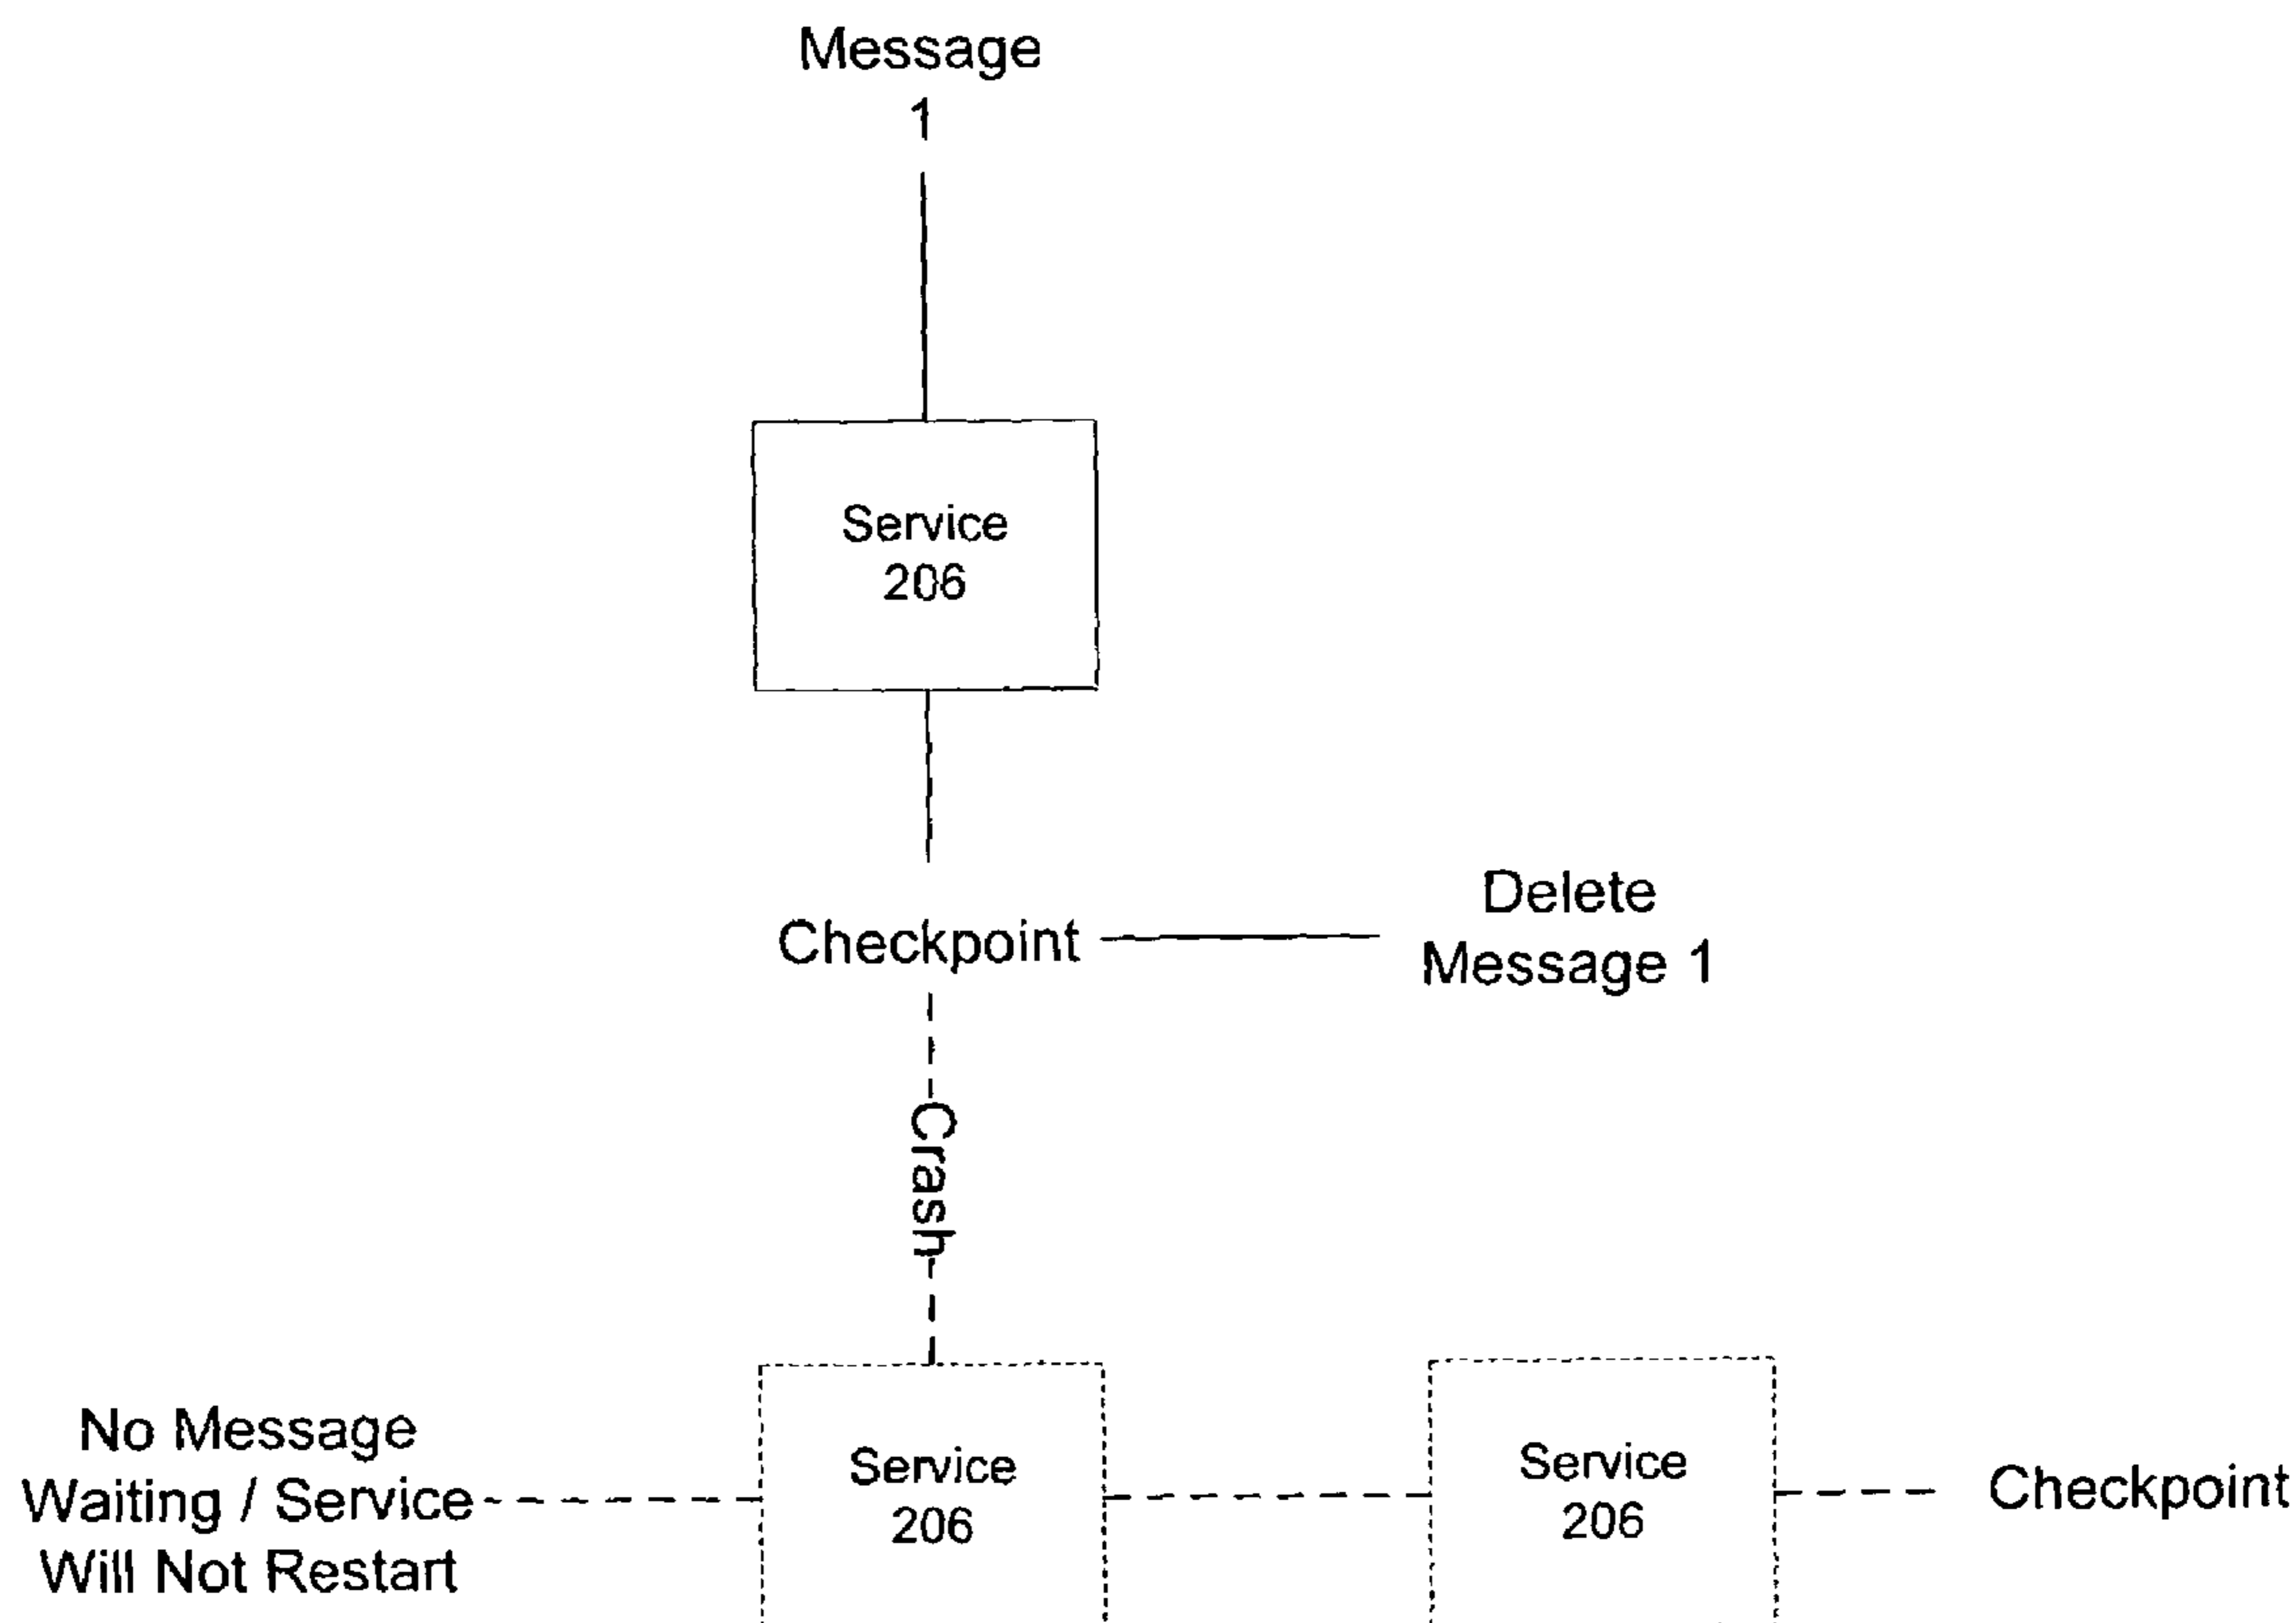 Message
1
Service
206
Checkpoint
Delete
Message 1
Crash
No Message
Waiting / Service
Will Not Restart
Service
206
Service
206
Checkpoint